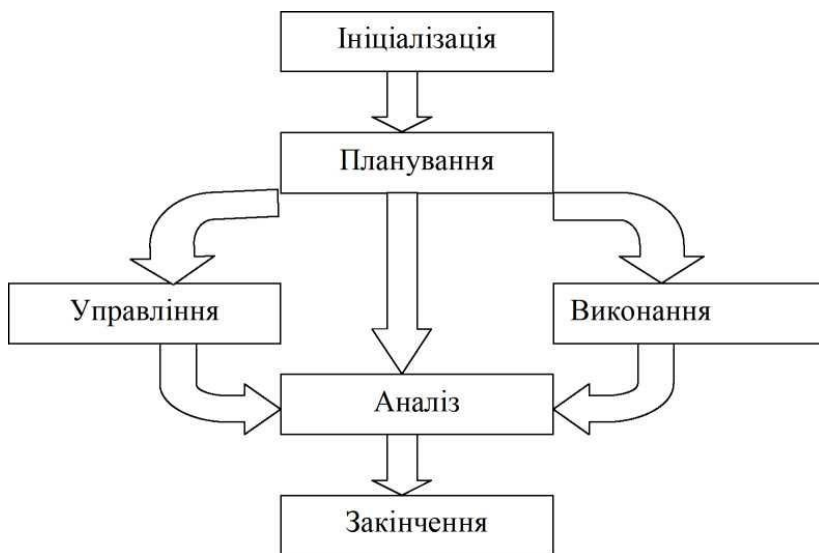 Ініціалізація
Планування
Управління
Виконання
Аналіз
Закінчення